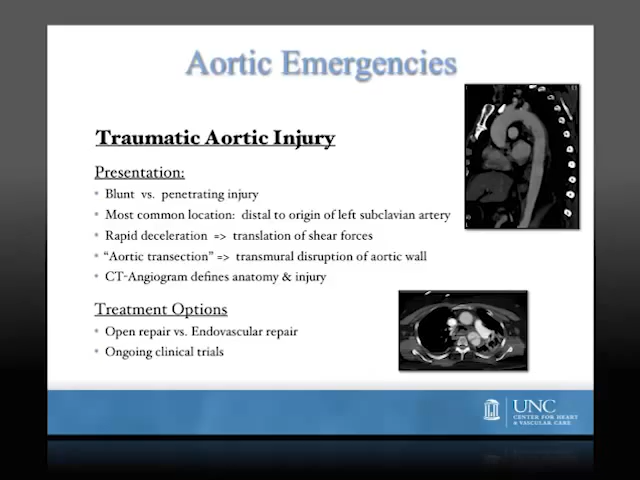 Aortic Emergencies
Traumatic Aortic Injury
Presentation:
Blunt vs. penetrating injury
Most common location: distal to origin of left subclavian artery
Rapid deceleration => translation of shear forces
“Aortic transection” => transmural disruption of aortic wall
CT-Angiogram defines anatomy & injury
Treatment Options
Open repair vs. Endovascular repair
Ongoing clinical trials
UNC
CENTER FOR HEART
& VASCULAR CARE